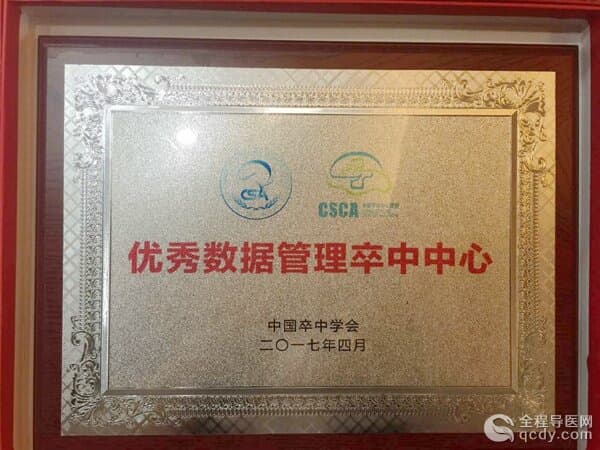 CSA
CSCA
优秀数据管理卒中中心
中国卒中学会
二〇一七年四月
全程导医网
qcdy.com